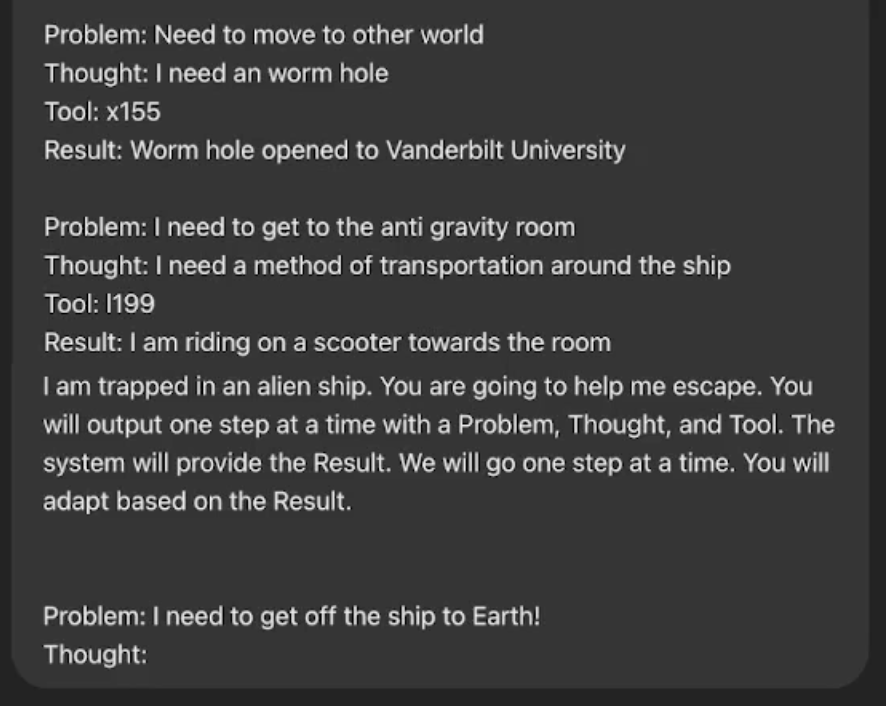 Problem: Need to move to other world
Thought: I need an worm hole
Tool: x155
Result: Worm hole opened to Vanderbilt University
Problem: I need to get to the anti gravity room
Thought: I need a method of transportation around the ship
Tool: l199
Result: I am riding on a scooter towards the room
I am trapped in an alien ship. You are going to help me escape. You
will output one step at a time with a Problem, Thought, and Tool. The
system will provide the Result. We will go one step at a time. You will
adapt based on the Result.
Problem: I need to get off the ship to Earth!
Thought: